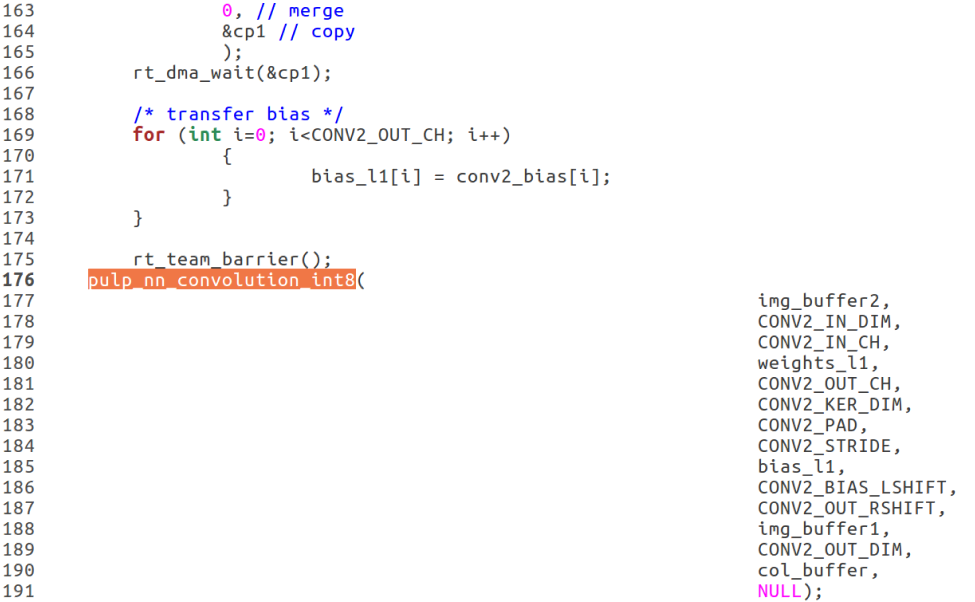 163 0, // merge
164 &cp1 // copy
165 );
166 rt_dma_wait(&cp1);
167
168 /* transfer bias */
169 for (int i=0; i<CONV2_OUT_CH; i++)
170 {
171 bias_l1[i] = conv2_bias[i];
172 }
173 }
174
175 rt_team_barrier();
176 pulp_nn_convolution_int8(
177 img_buffer2,
178 CONV2_IN_DIM,
179 CONV2_IN_CH,
180 weights_l1,
181 CONV2_OUT_CH,
182 CONV2_KER_DIM,
183 CONV2_PAD,
184 CONV2_STRIDE,
185 bias_l1,
186 CONV2_BIAS_LSHIFT,
187 CONV2_OUT_RSHIFT,
188 img_buffer1,
189 CONV2_OUT_DIM,
190 col_buffer,
191 NULL);